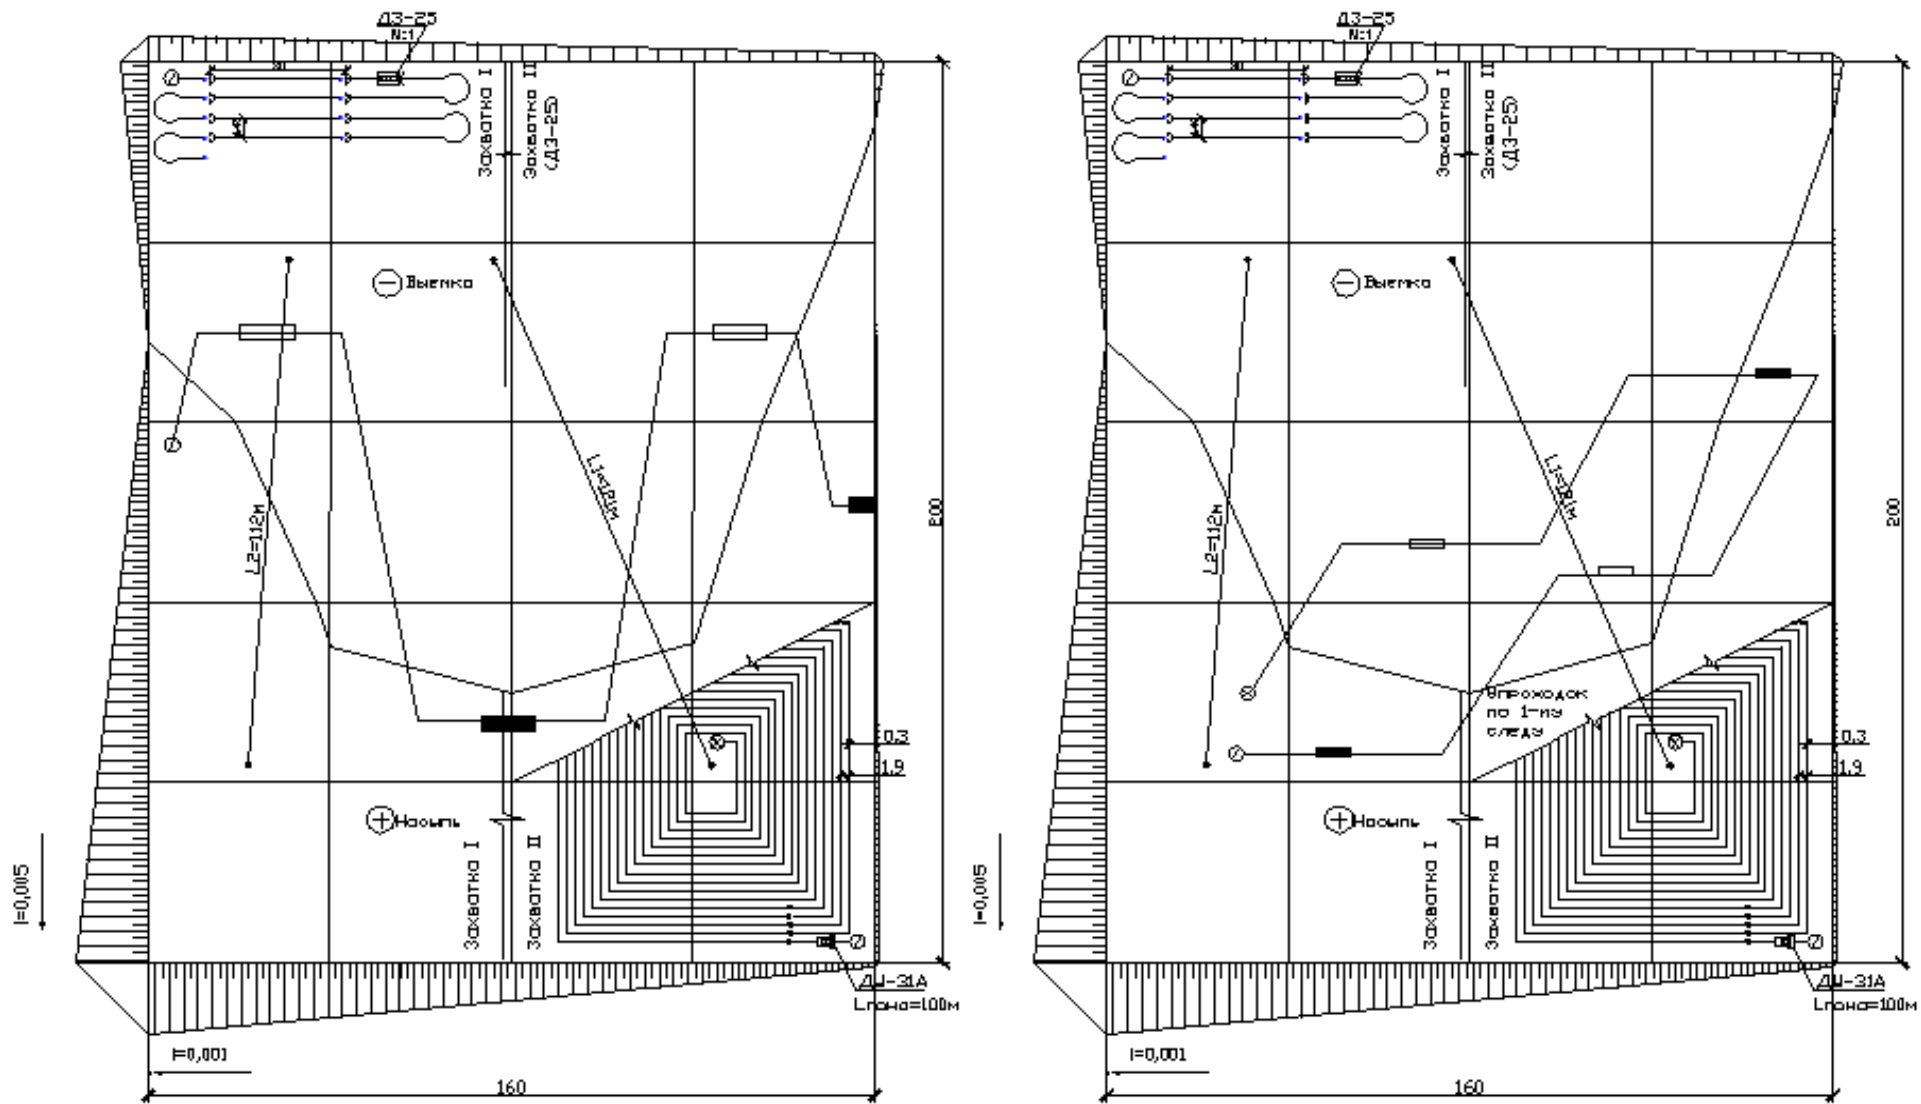 ДЗ-25
N:1
30
Захватка I
Захватка II
(ДЗ-25)
Выемка
L1=121м
L2=112м
200
0.3
1.9
Насыпь
Захватка I
Захватка II
I=0,005
ДУ-31А
Lгона=100м
I=0,001
160
ДЗ-25
N:1
30
Захватка I
Захватка II
(ДЗ-25)
Выемка
L1=121м
L2=112м
200
проходок
по 1-му
следу
0.3
1.9
Насыпь
Захватка I
Захватка II
I=0,005
ДУ-31А
Lгона=100м
I=0,001
160